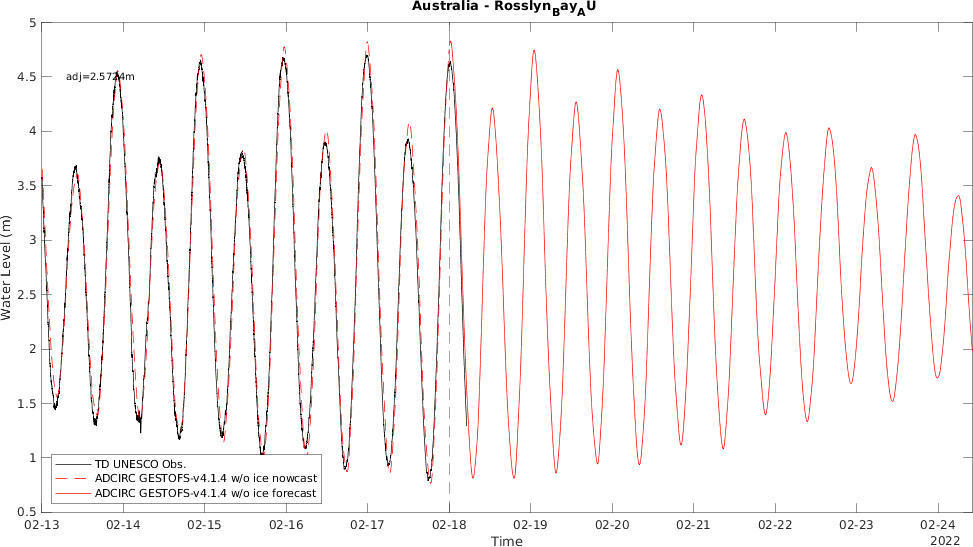 Australia - RosslynBayAU
5
4.5
4
3.5
3
2.5
2
1.5
1
0.5
Water Level (m)
adj=2.5724m
TD UNESCO Obs.
ADCIRC GESTOFS-v4.1.4 w/o ice nowcast
ADCIRC GESTOFS-v4.1.4 w/o ice forecast
02-13 02-14 02-15 02-16 02-17 02-18 02-19 02-20 02-21 02-22 02-23 02-24
Time
2022